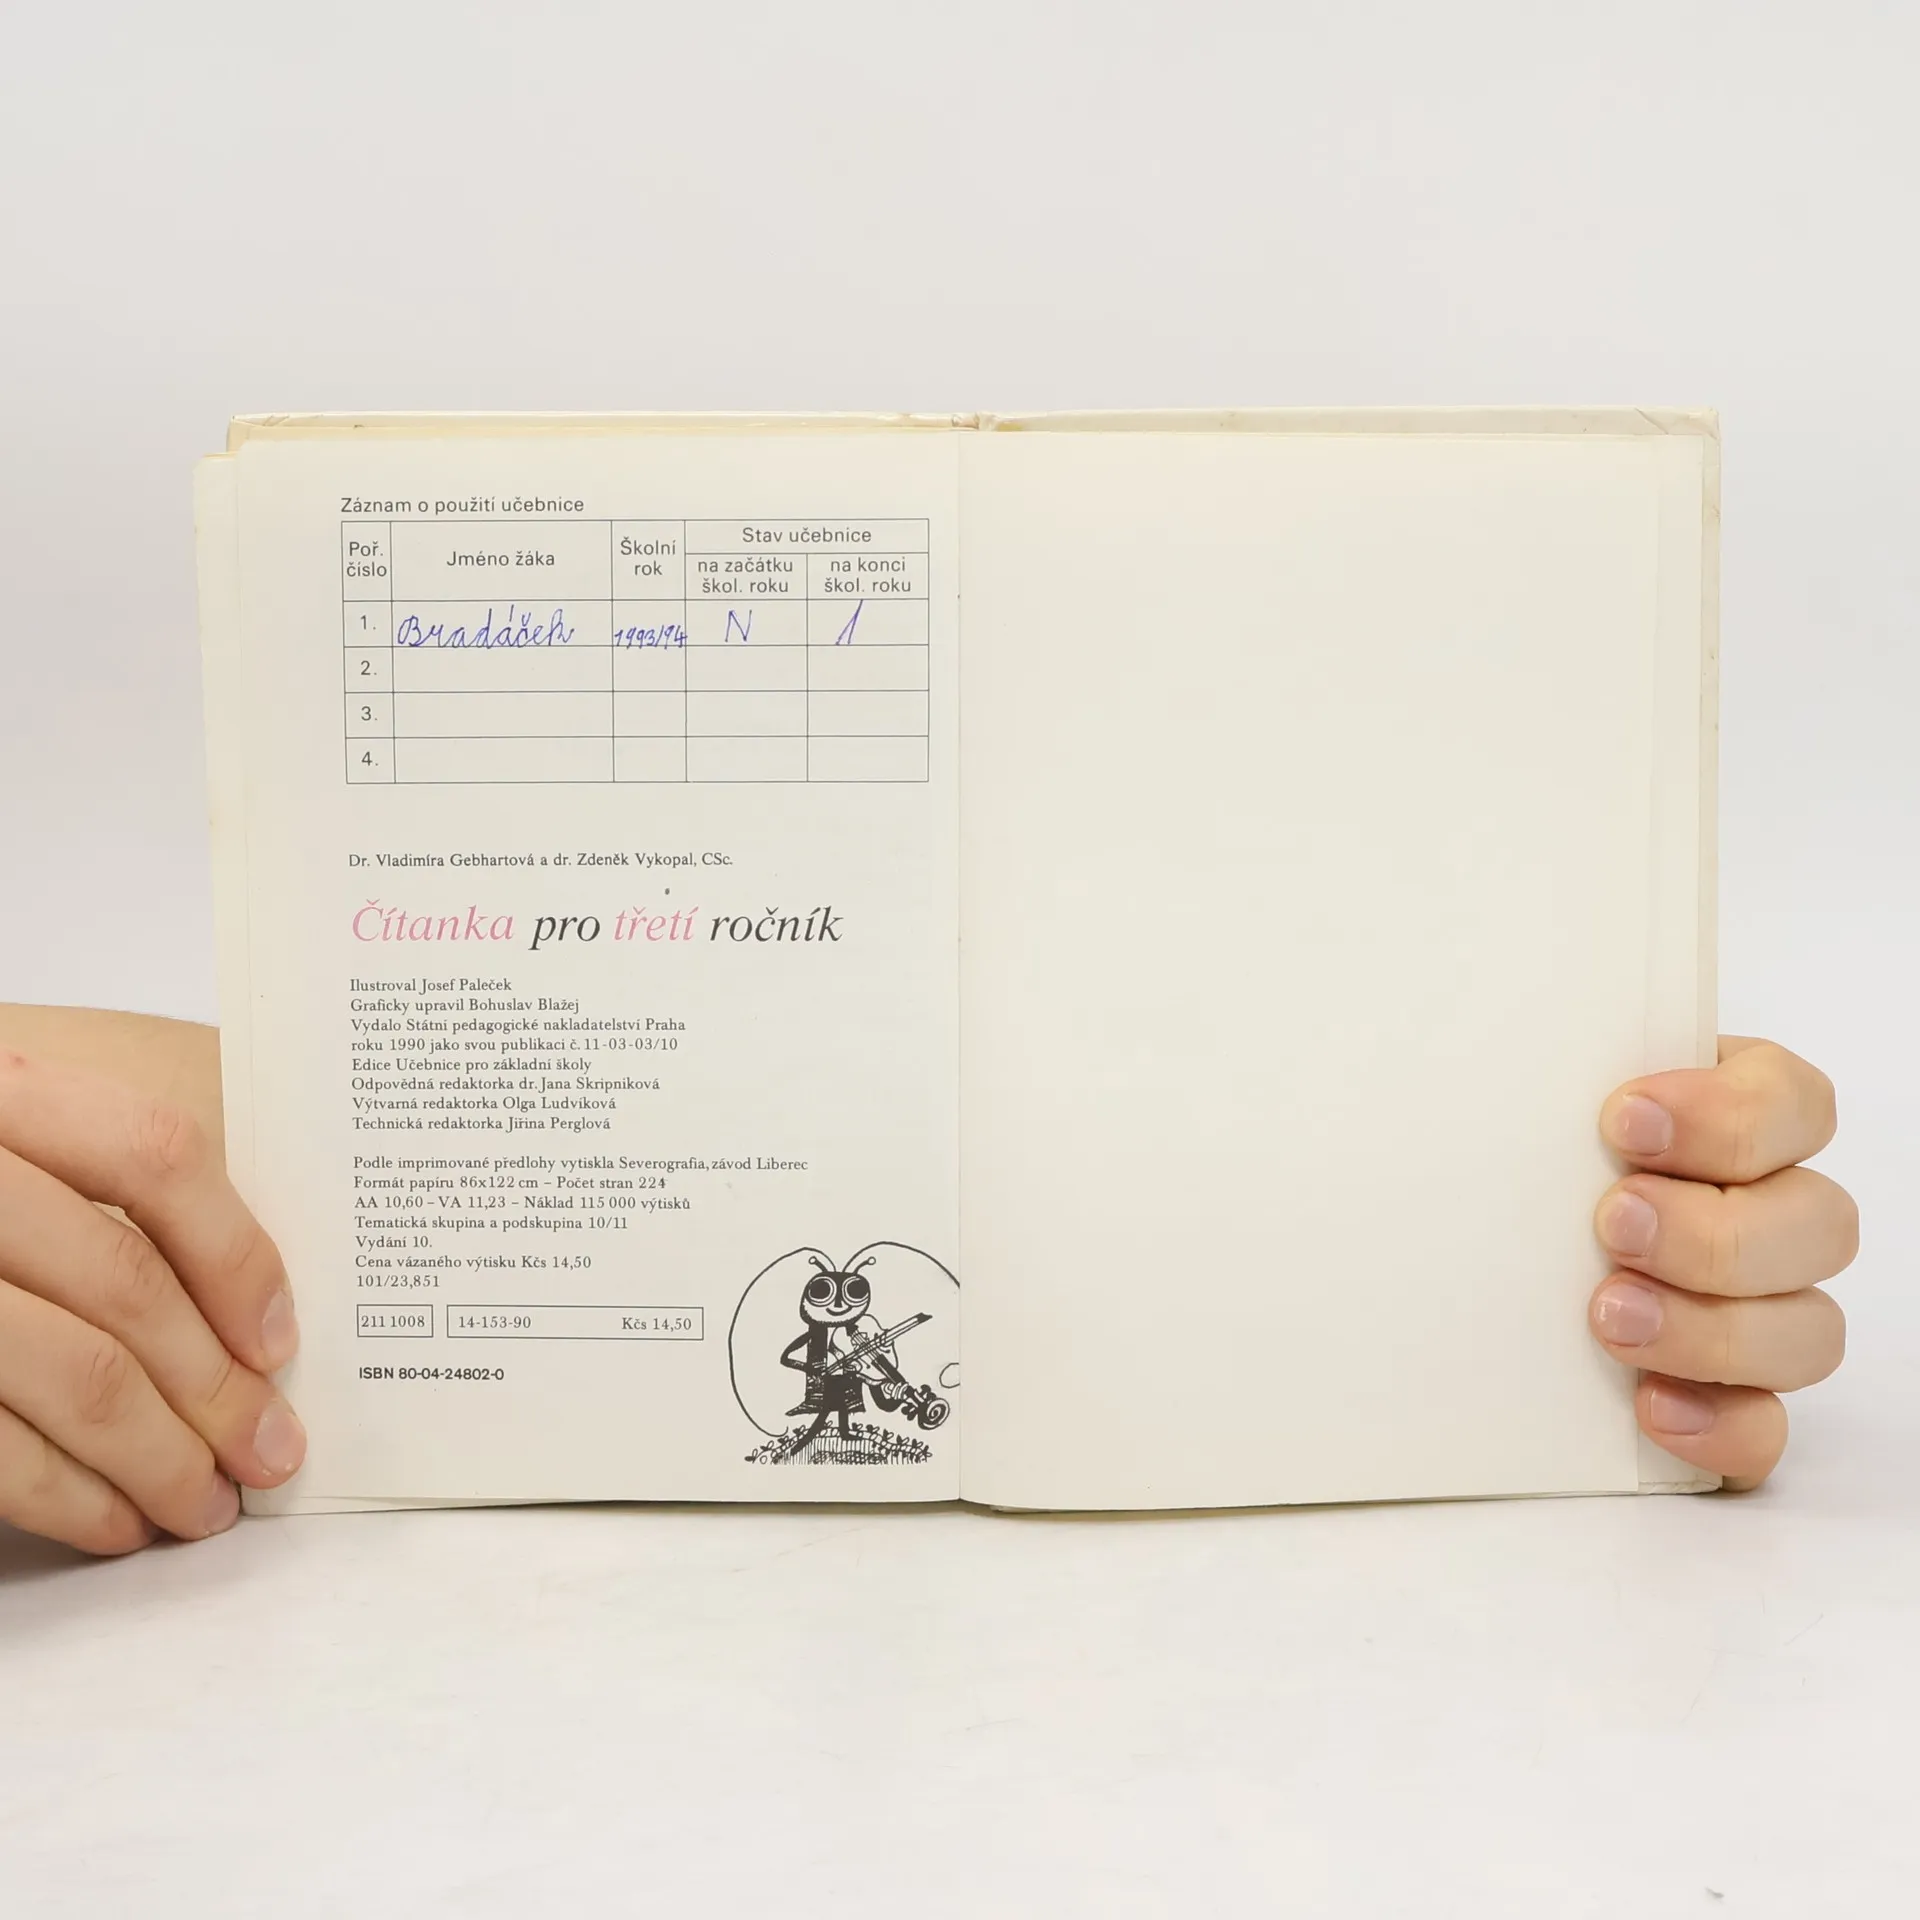 Záznam o použití učebnice
Poř. číslo
Jméno žáka
Školní rok
Stav učebnice
na začátku škol. roku
na konci škol. roku
1. Bradáček 1993/94 N 1
2.
3.
4.
Dr. Vladimíra Gebhartová a dr. Zdeněk Vykopal, CSc.
Čítanka pro třetí ročník
Ilustroval Josef Paleček
Graficky upravil Bohuslav Blažej
Vydalo Státní pedagogické nakladatelství Praha
roku 1990 jako svou publikaci č. 11-03-03/10
Edice Učebnice pro základní školy
Odpovědná redaktorka dr. Jana Skripniková
Výtvarná redaktorka Olga Ludvíková
Technická redaktorka Jiřina Perglová
Podle imprimované předlohy vytiskla Severografia, závod Liberec
Formát papíru 86x122 cm – Počet stran 224
AA 10,60 – VA 11,23 – Náklad 115 000 výtisků
Tematická skupina a podskupina 10/11
Vydání 10.
Cena vázaného výtisku Kčs 14,50
101/23,851
211 1008 14-153-90 Kčs 14,50
ISBN 80-04-24802-0